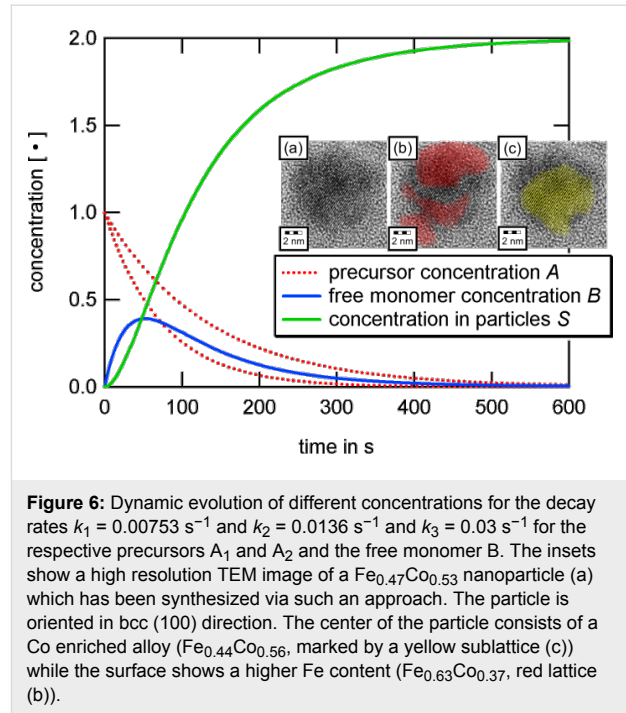 2.0
1.5
1.0
0.5
0.0
concentration [ • ]
(a)
(b)
(c)
2 nm
2 nm
2 nm
precursor concentration A
free monomer concentration B
concentration in particles S
0
100
200
300
400
500
600
time in s
Figure 6: Dynamic evolution of different concentrations for the decay
rates k₁ = 0.00753 s⁻¹ and k₂ = 0.0136 s⁻¹ and k₃ = 0.03 s⁻¹ for the
respective precursors A₁ and A₂ and the free monomer B. The insets
show a high resolution TEM image of a Fe₀.₄₇Co₀.₅₃ nanoparticle (a)
which has been synthesized via such an approach. The particle is
oriented in bcc (100) direction. The center of the particle consists of a
Co enriched alloy (Fe₀.₄₄Co₀.₅₆, marked by a yellow sublattice (c))
while the surface shows a higher Fe content (Fe₀.₆₃Co₀.₃₇, red lattice
(b)).